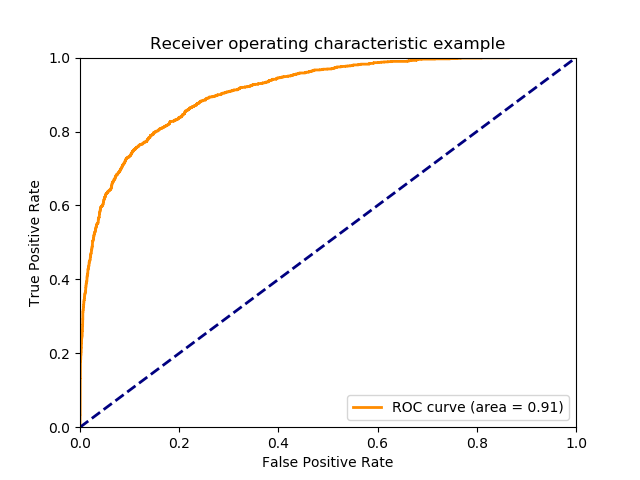 Receiver operating characteristic example
True Positive Rate
1.0
0.8
0.6
0.4
0.2
0.0
ROC curve (area = 0.91)
0.0 0.2 0.4 0.6 0.8 1.0
False Positive Rate